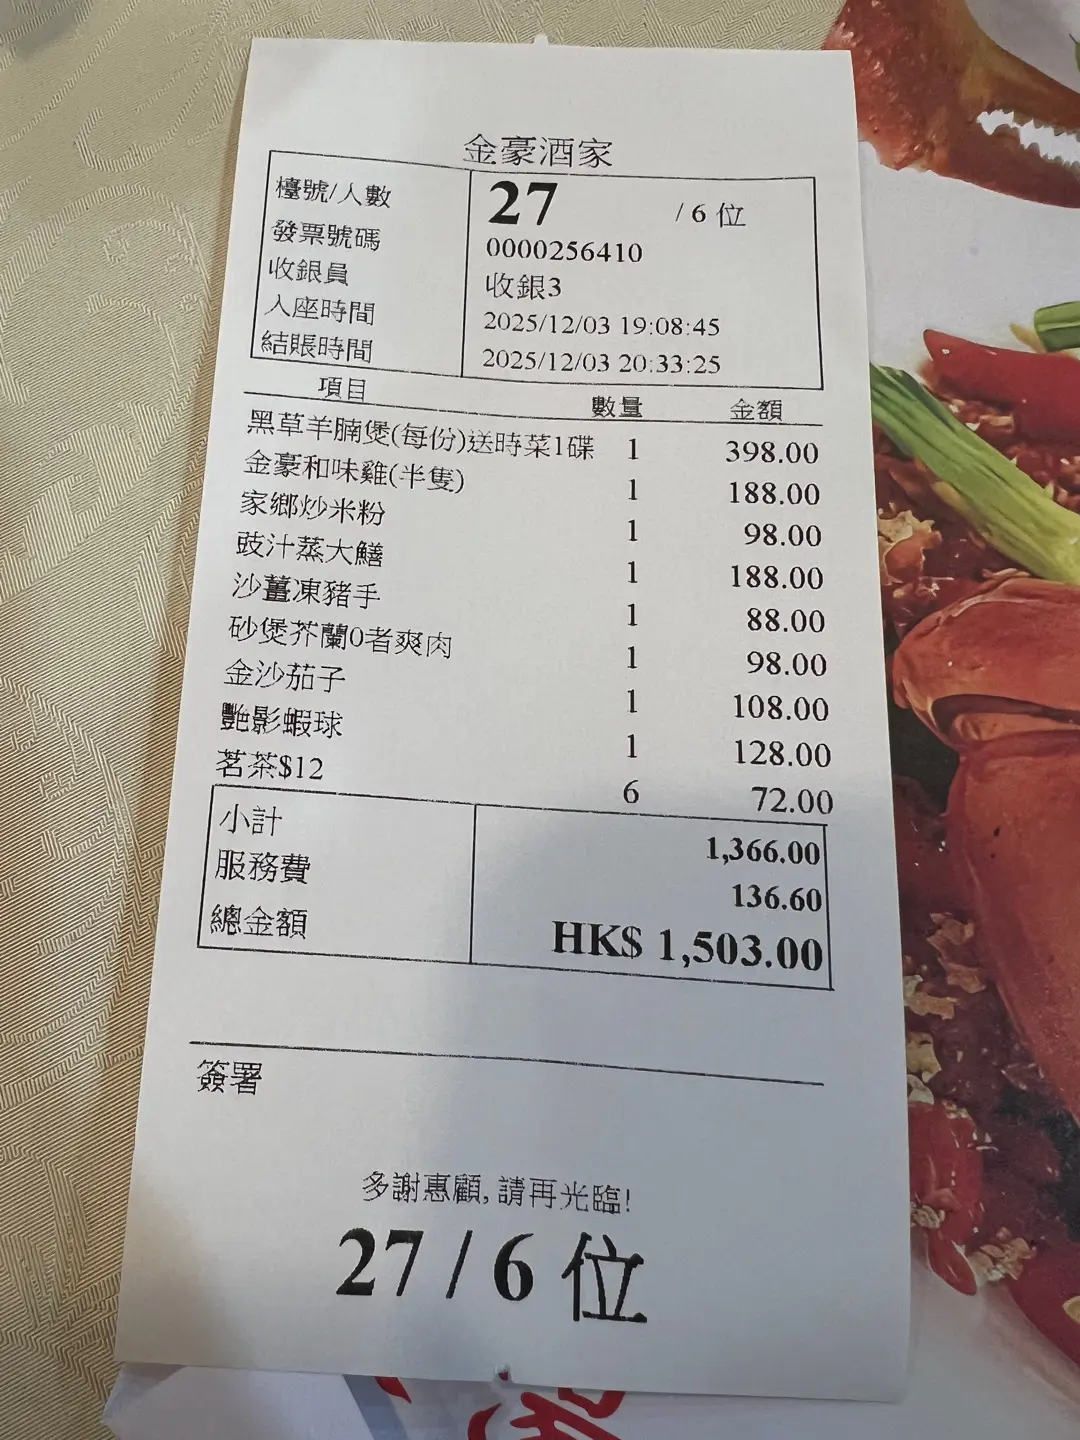 金豪酒家
檯號/人數 27 / 6 位
發票號碼 0000256410
收銀員 收銀3
入座時間 2025/12/03 19:08:45
結賬時間 2025/12/03 20:33:25
項目 數量 金額
黑草羊腩煲(每份)送時菜1碟 1 398.00
金豪和味雞(半隻) 1 188.00
家鄉炒米粉 1 98.00
豉汁蒸大鱔 1 188.00
沙薑凍豬手 1 88.00
砂煲芥蘭0者爽肉 1 98.00
金沙茄子 1 108.00
艷影蝦球 1 128.00
茗茶$12 6 72.00
小計 1,366.00
服務費 136.60
總金額 HK$ 1,503.00
簽署
多謝惠顧, 請再光臨!
27 / 6 位